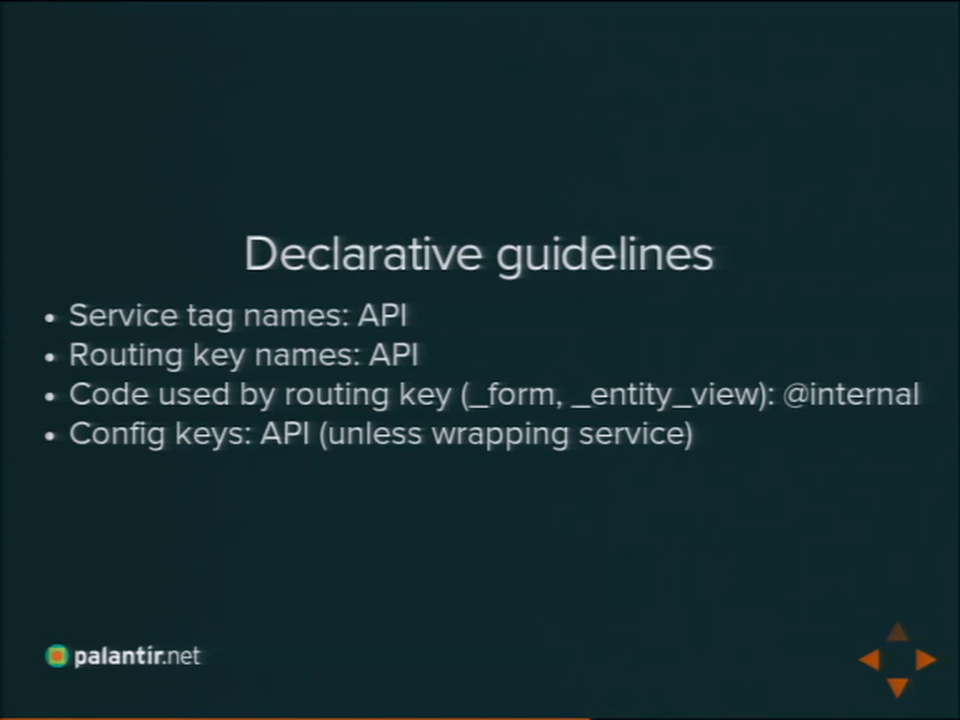 Declarative guidelines
• Service tag names: API
• Routing key names: API
• Code used by routing key (_form, _entity_view): @internal
• Config keys: API (unless wrapping service)
palantir.net